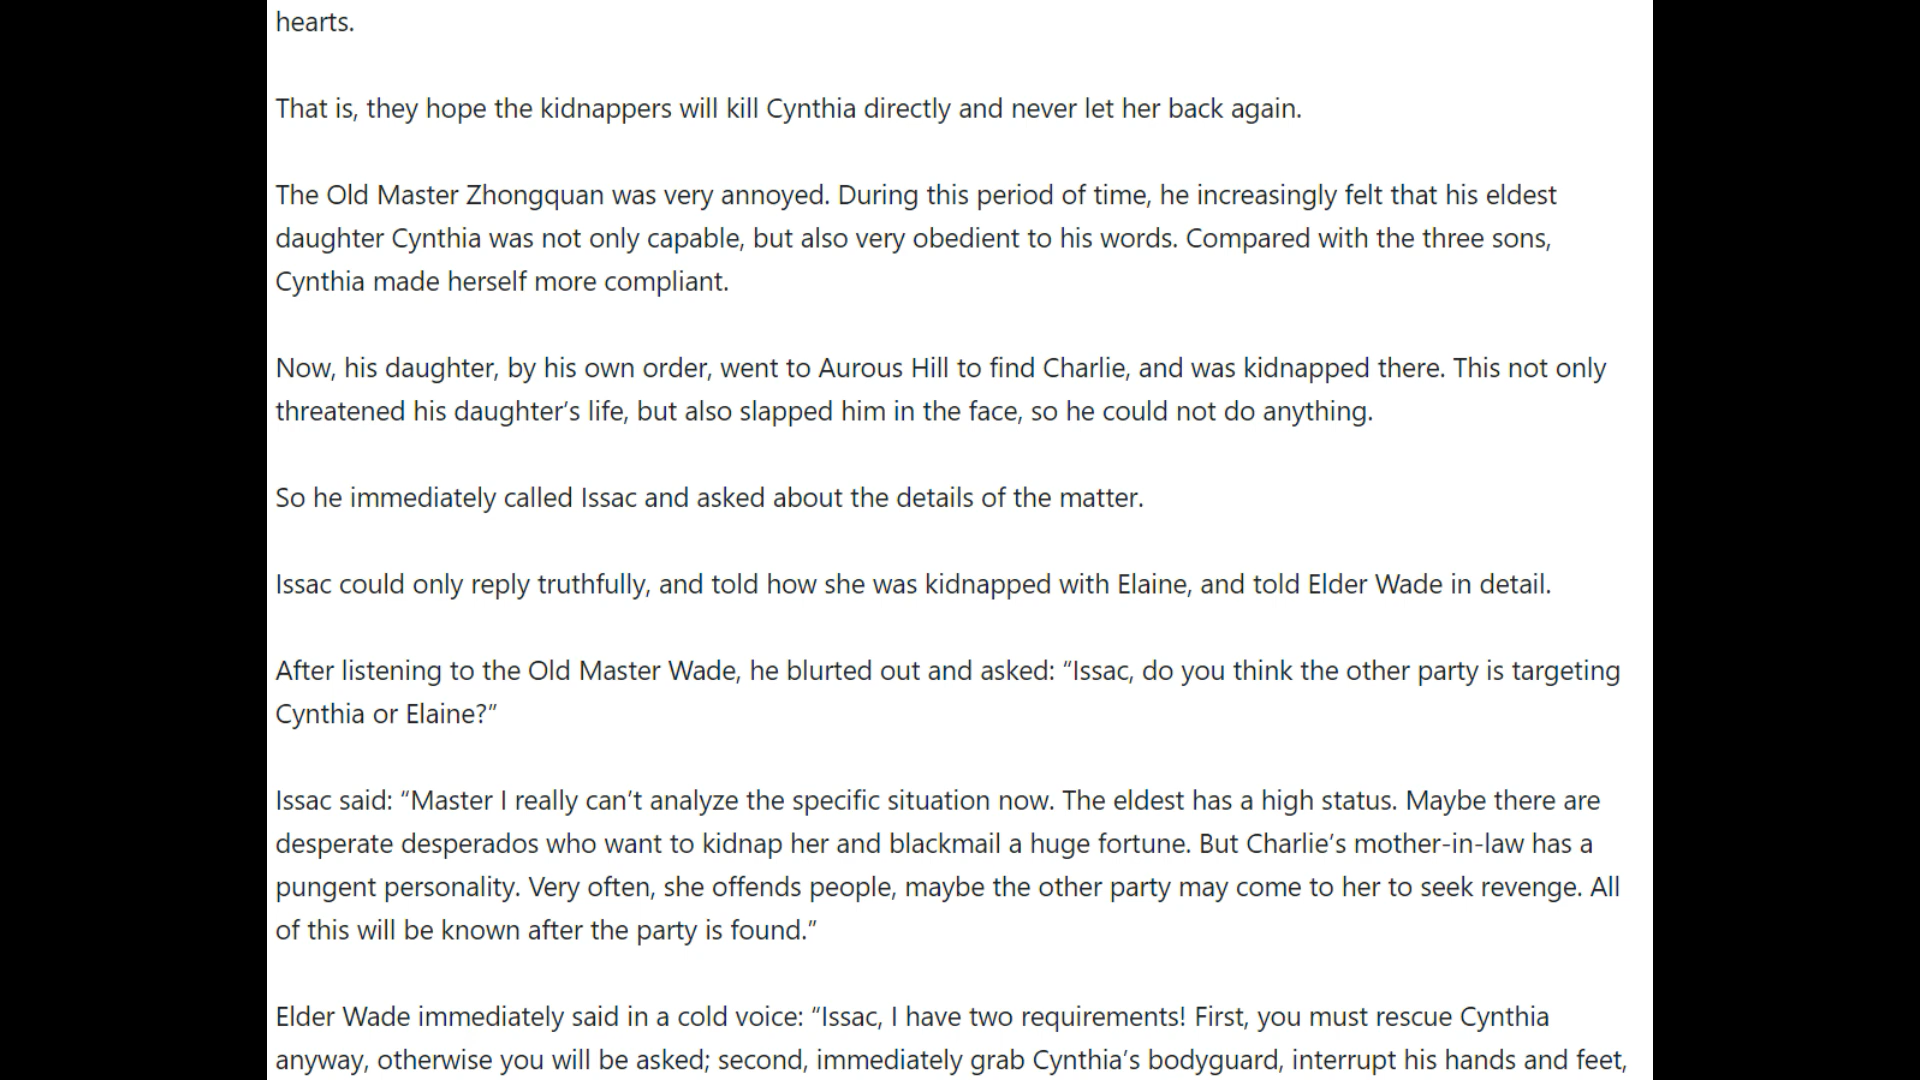 hearts.
That is, they hope the kidnappers will kill Cynthia directly and never let her back again.
The Old Master Zhongquan was very annoyed. During this period of time, he increasingly felt that his eldest
daughter Cynthia was not only capable, but also very obedient to his words. Compared with the three sons,
Cynthia made herself more compliant.
Now, his daughter, by his own order, went to Aurous Hill to find Charlie, and was kidnapped there. This not only
threatened his daughter’s life, but also slapped him in the face, so he could not do anything.
So he immediately called Issac and asked about the details of the matter.
Issac could only reply truthfully, and told how she was kidnapped with Elaine, and told Elder Wade in detail.
After listening to the Old Master Wade, he blurted out and asked: “Issac, do you think the other party is targeting
Cynthia or Elaine?”
Issac said: “Master I really can’t analyze the specific situation now. The eldest has a high status. Maybe there are
desperate desperados who want to kidnap her and blackmail a huge fortune. But Charlie’s mother-in-law has a
pungent personality. Very often, she offends people, maybe the other party may come to her to seek revenge. All
of this will be known after the party is found.”
Elder Wade immediately said in a cold voice: “Issac, I have two requirements! First, you must rescue Cynthia
anyway, otherwise you will be asked; second, immediately grab Cynthia’s bodyguard, interrupt his hands and feet,